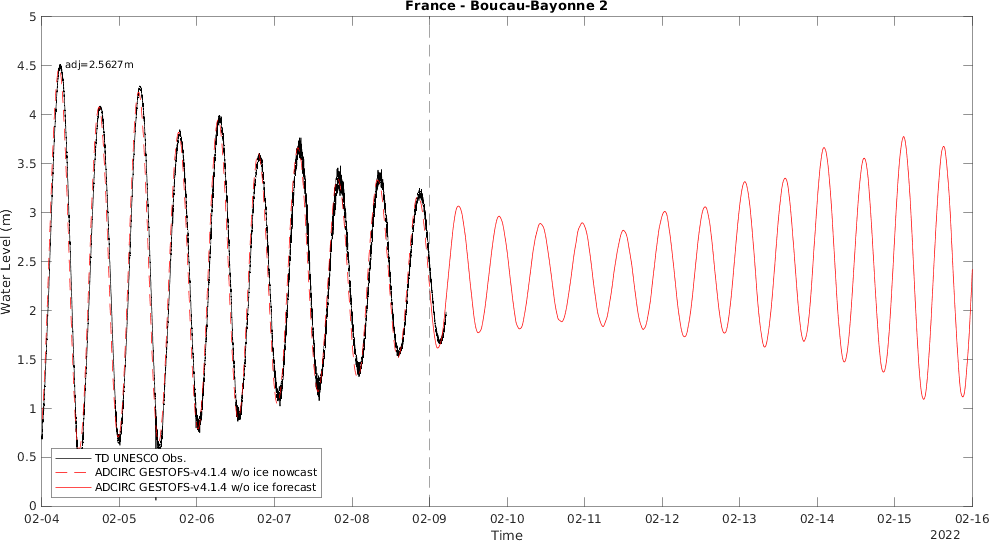 France - Boucau-Bayonne 2
5
4.5
4
3.5
3
2.5
2
1.5
1
0.5
0
Water Level (m)
adj=2.5627m
TD UNESCO Obs.
ADCIRC GESTOFS-v4.1.4 w/o ice nowcast
ADCIRC GESTOFS-v4.1.4 w/o ice forecast
02-04 02-05 02-06 02-07 02-08 02-09 02-10 02-11 02-12 02-13 02-14 02-15 02-16
Time
2022